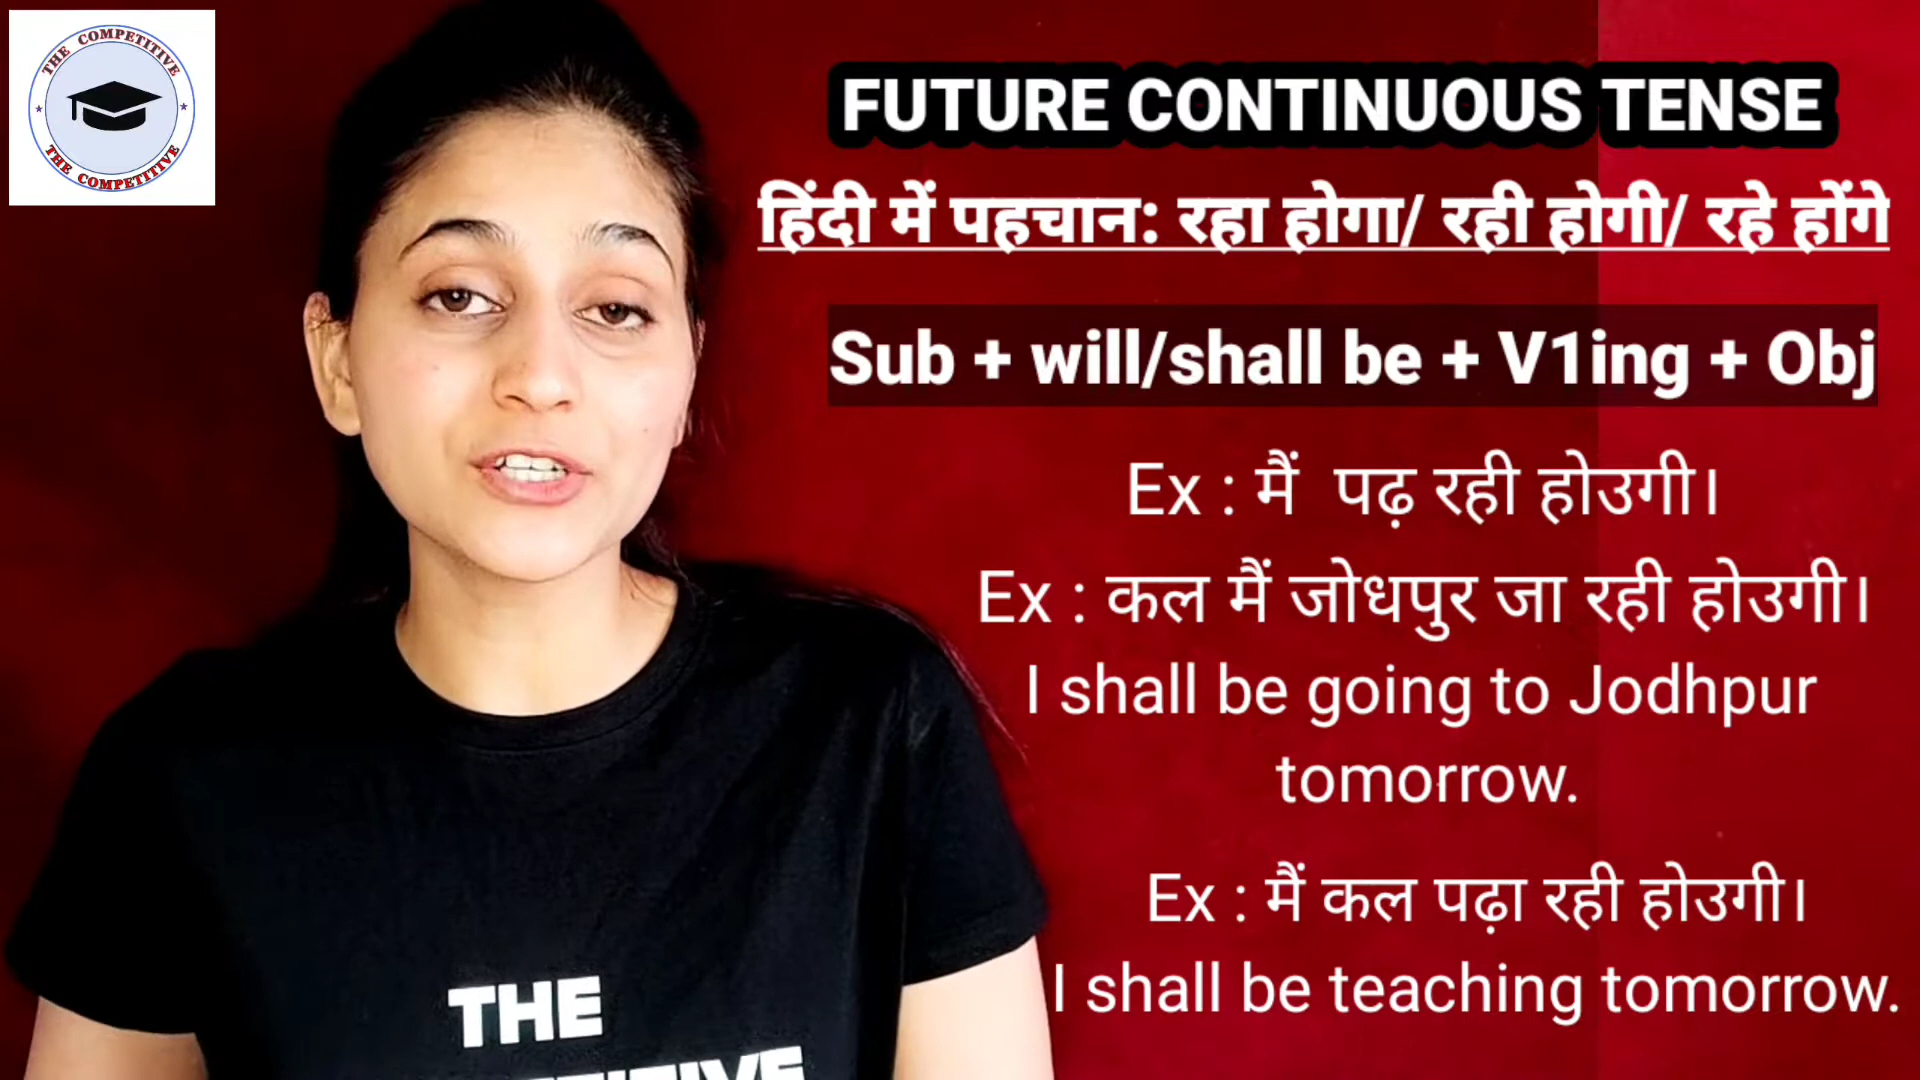 THE COMPETITIVE
THE COMPETITIVE
FUTURE CONTINUOUS TENSE
हिंदी में पहचान: रहा होगा/ रही होगी/ रहे होंगे
Sub + will/shall be + V1ing + Obj
Ex : मैं पढ़ रही होउगी।
Ex : कल मैं जोधपुर जा रही होउगी।
I shall be going to Jodhpur
tomorrow.
Ex : मैं कल पढ़ा रही होउगी।
I shall be teaching tomorrow.
THE